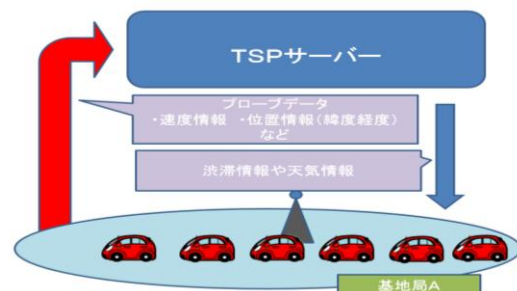 TSPサーバー
プローブデータ
・速度情報 ・位置情報(緯度経度)
など
渋滞情報や天気情報
基地局A